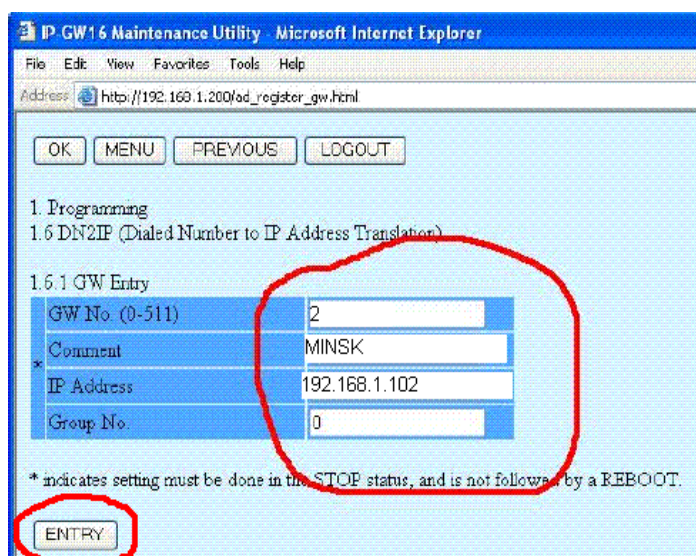 IP-GW16 Maintenance Utility - Microsoft Internet Explorer
File Edit View Favorites Tools Help
Address http://192.168.1.200/ad_register_gw.html
OK MENU PREVIOUS LOGOUT
1. Programming
1.6 DN2IP (Dialed Number to IP Address Translation)
1.6.1 GW Entry
GW No. (0-511) 2
Comment MINSK
*
IP Address 192.168.1.102
Group No. 0
* indicates setting must be done in the STOP status, and is not followed by a REBOOT.
ENTRY